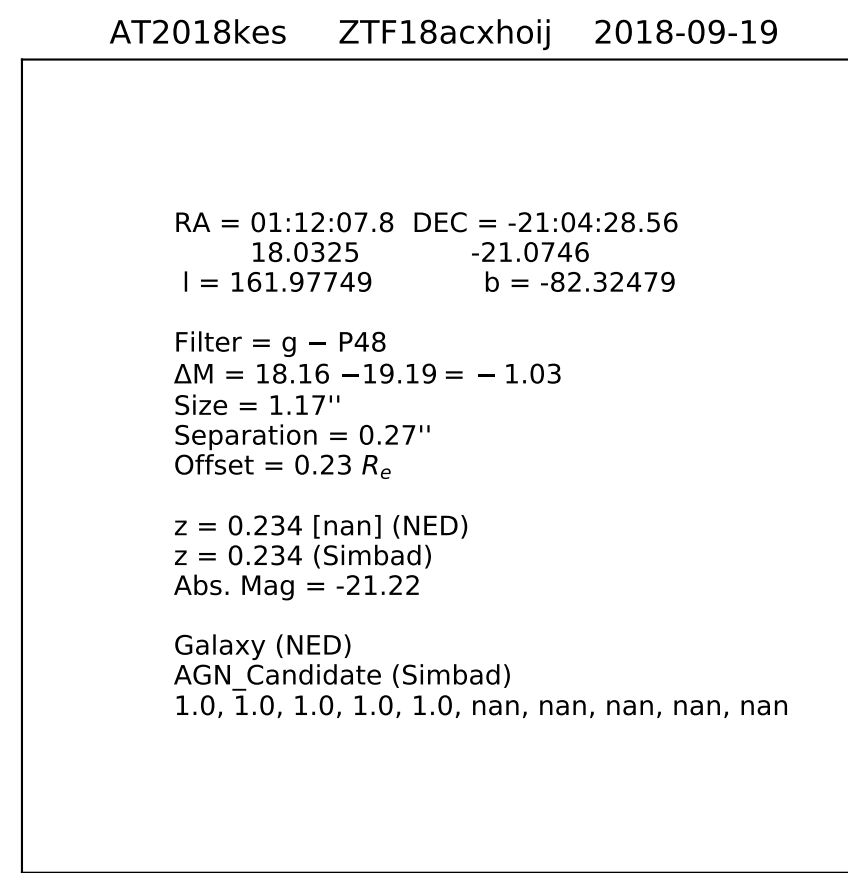 AT2018kes ZTF18acxhoij 2018-09-19
RA = 01:12:07.8 DEC = -21:04:28.56
18.0325 -21.0746
l = 161.97749 b = -82.32479
Filter = g − P48
ΔM = 18.16 −19.19 = − 1.03
Size = 1.17''
Separation = 0.27''
Offset = 0.23 Re
z = 0.234 [nan] (NED)
z = 0.234 (Simbad)
Abs. Mag = -21.22
Galaxy (NED)
AGN_Candidate (Simbad)
1.0, 1.0, 1.0, 1.0, 1.0, nan, nan, nan, nan, nan